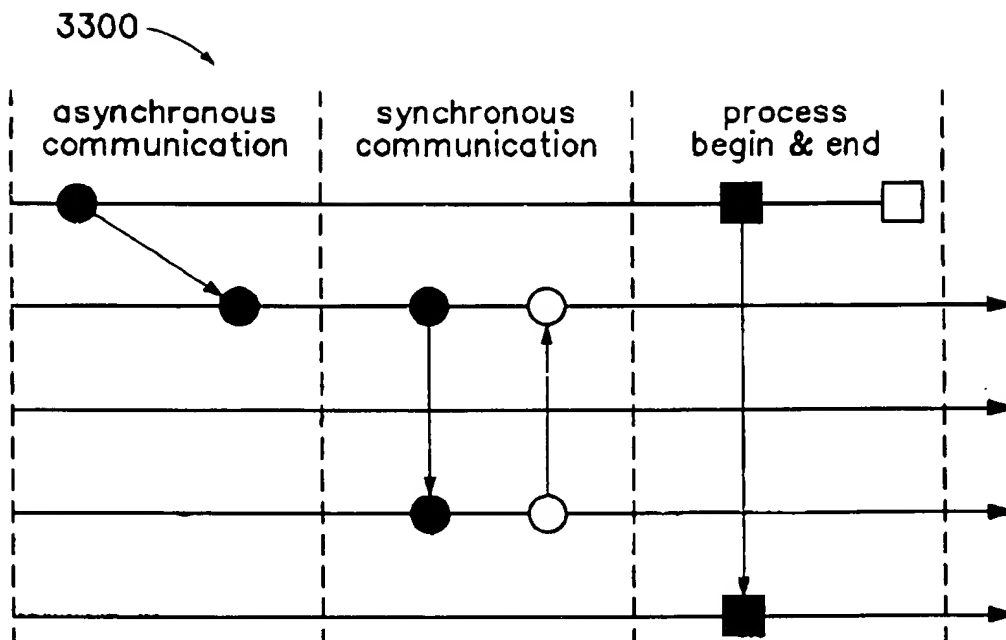 3300
asynchronous
communication
synchronous
communication
process
begin & end